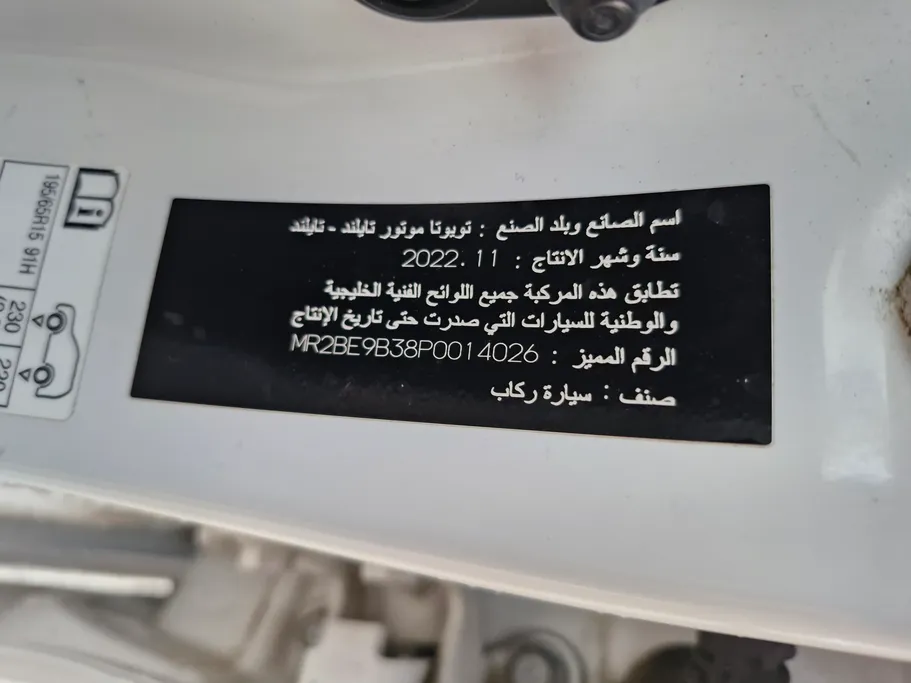 اسم الصانع وبلد الصنع : تويوتا موتور تايلند - تايلند
سنة وشهر الانتاج : 2022.11
تطابق هذه المركبة جميع اللوائح الفنية الخليجية
والوطنية للسيارات التي صدرت حتى تاريخ الإنتاج
الرقم المميز : MR2BE9B38P0014026
صنف : سيارة ركاب
195/65R15 91H
230
220